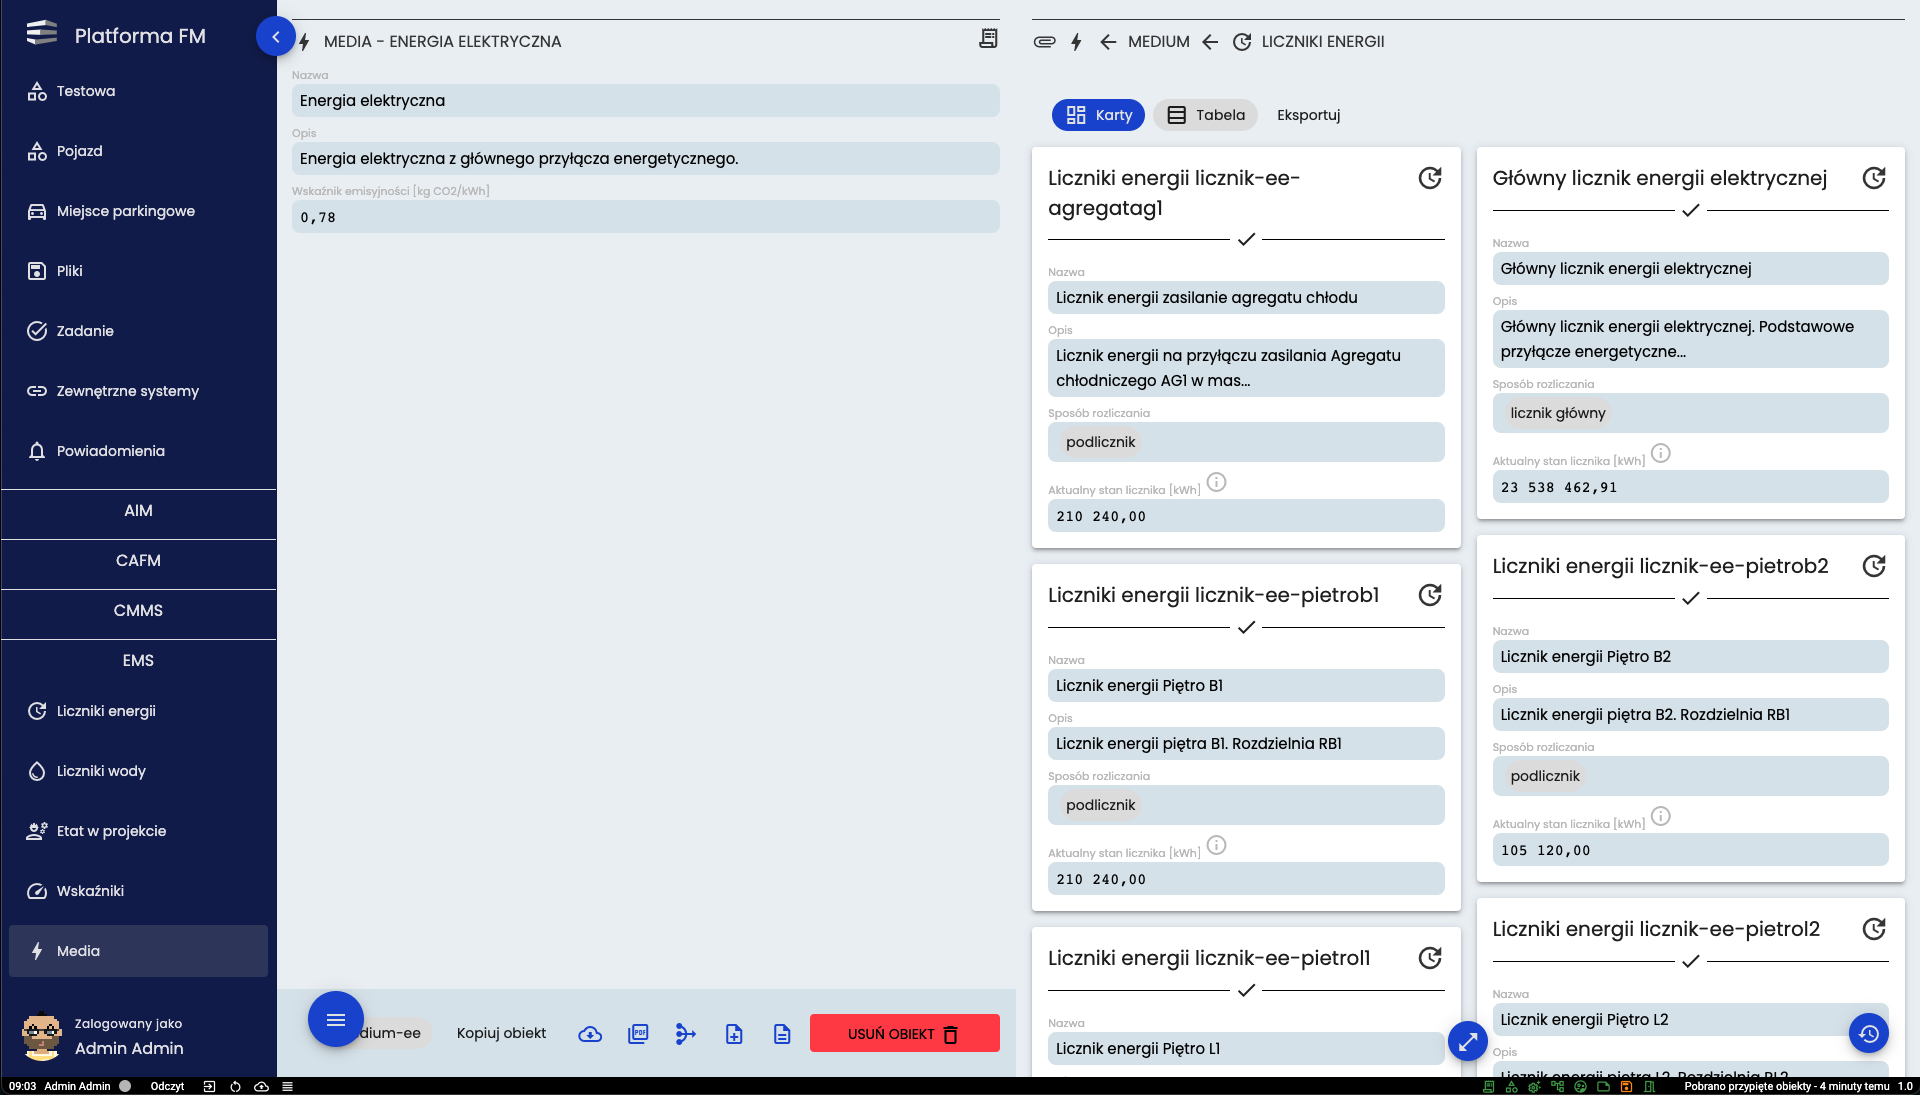 Platforma FM
Testowa
Pojazd
Miejsce parkingowe
Pliki
Zadanie
Zewnętrzne systemy
Powiadomienia
AIM
CAFM
CMMS
EMS
Liczniki energii
Liczniki wody
Etat w projekcie
Wskaźniki
Media
Zalogowany jako
Admin Admin
MEDIA - ENERGIA ELEKTRYCZNA
Nazwa
Energia elektryczna
Opis
Energia elektryczna z głównego przyłącza energetycznego.
Wskaźnik emisyjności [kg CO2/kWh]
0,78
dium-ee
Kopiuj obiekt
PDF
USUŃ OBIEKT
MEDIUM
LICZNIKI ENERGII
Karty
Tabela
Eksportuj
Liczniki energii licznik-ee-
agregatag1
Nazwa
Licznik energii zasilanie agregatu chłodu
Opis
Licznik energii na przyłączu zasilania Agregatu
chłodniczego AG1 w mas...
Sposób rozliczania
podlicznik
Aktualny stan licznika [kWh]
210 240,00
Liczniki energii licznik-ee-pietrob1
Nazwa
Licznik energii Piętro B1
Opis
Licznik energii piętra B1. Rozdzielnia RB1
Sposób rozliczania
podlicznik
Aktualny stan licznika [kWh]
210 240,00
Liczniki energii licznik-ee-pietrol1
Nazwa
Licznik energii Piętro L1
Główny licznik energii elektrycznej
Nazwa
Główny licznik energii elektrycznej
Opis
Główny licznik energii elektrycznej. Podstawowe
przyłącze energetyczne...
Sposób rozliczania
licznik główny
Aktualny stan licznika [kWh]
23 538 462,91
Liczniki energii licznik-ee-pietrob2
Nazwa
Licznik energii Piętro B2
Opis
Licznik energii piętra B2. Rozdzielnia RB1
Sposób rozliczania
podlicznik
Aktualny stan licznika [kWh]
105 120,00
Liczniki energii licznik-ee-pietrol2
Nazwa
Licznik energii Piętro L2
Opis
Licznik energii piętra L2. Rozdzielnia RL2
09:03 Admin Admin Odczyt
Pobrano przypięte obiekty - 4 minuty temu 1.0